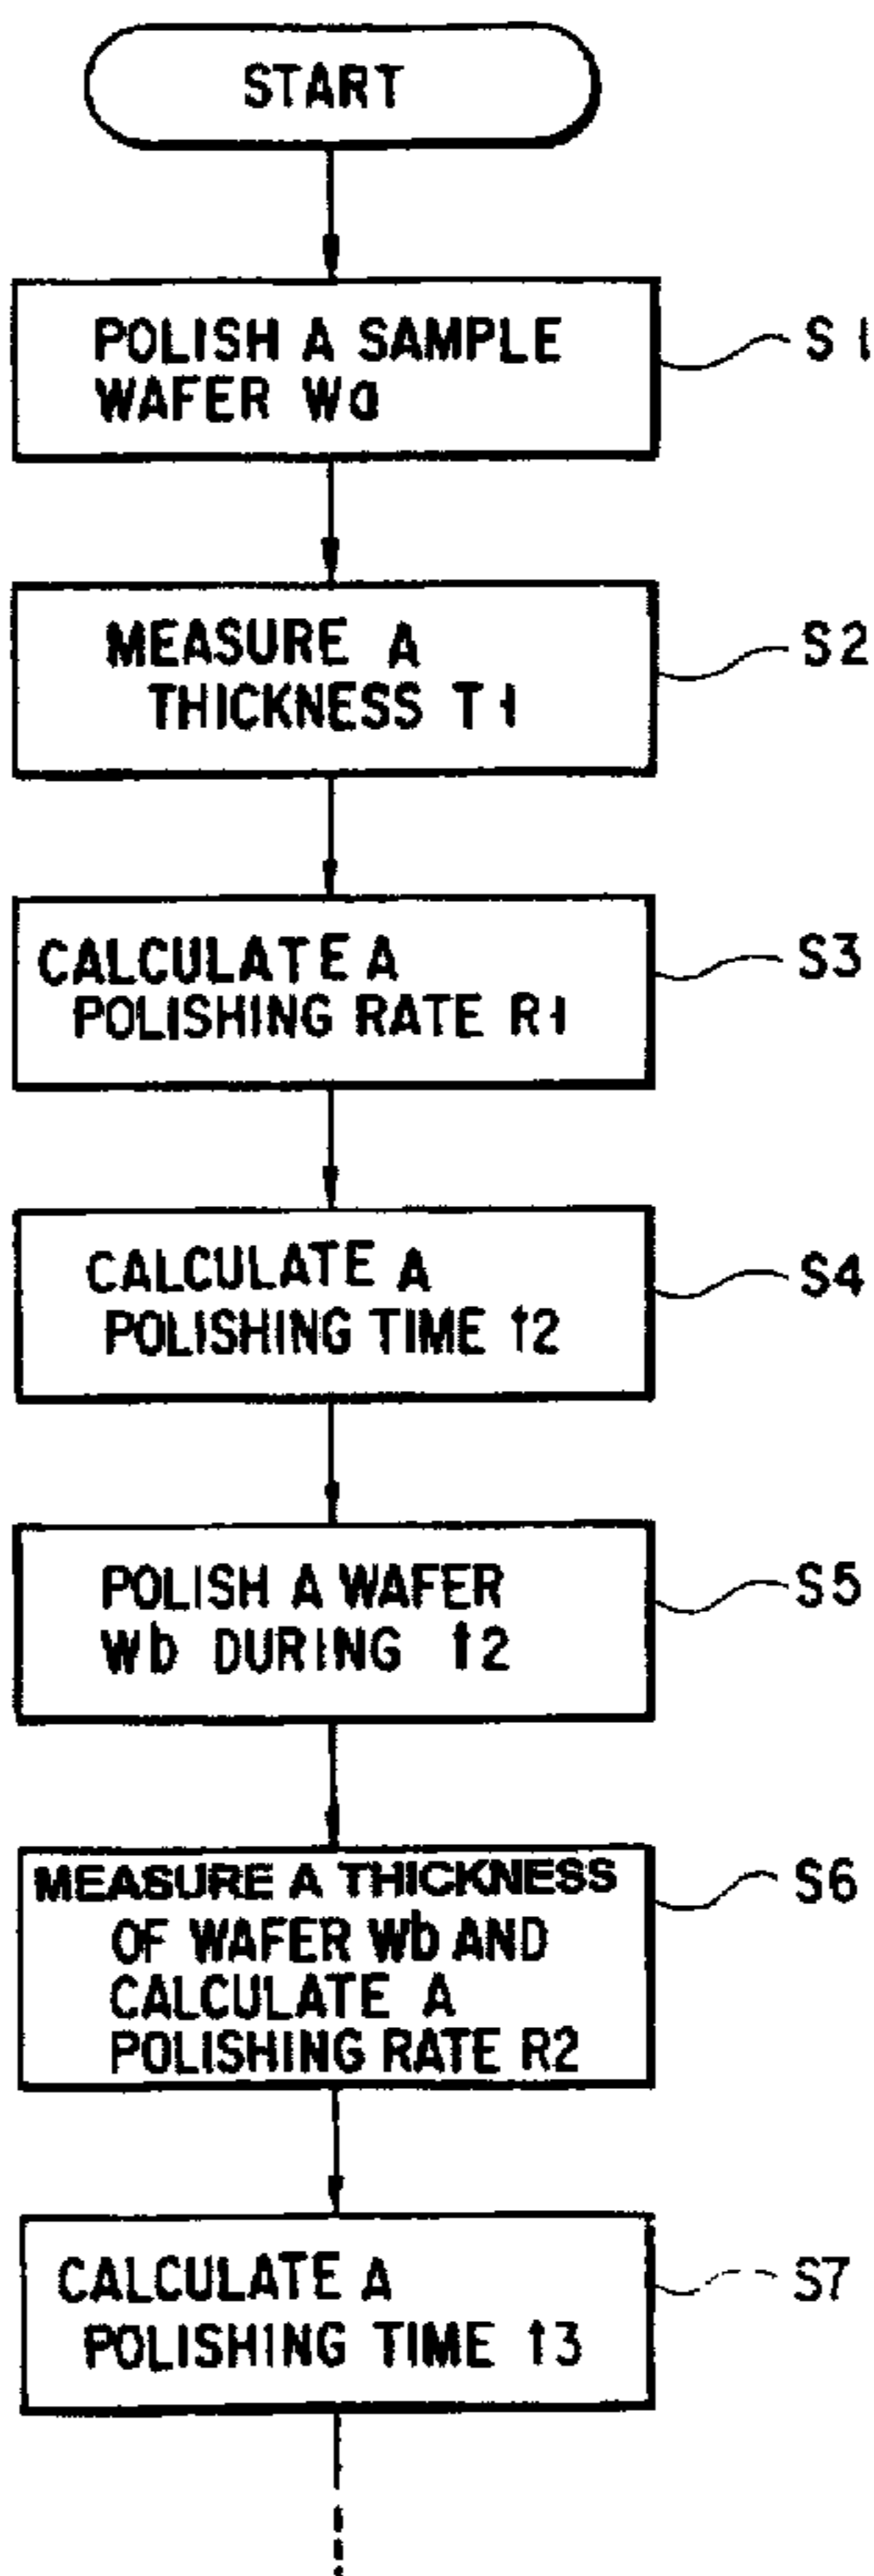 START
POLISH A SAMPLE
WAFER Wa
S1
MEASURE A
THICKNESS T1
S2
CALCULATE A
POLISHING RATE R1
S3
CALCULATE A
POLISHING TIME t2
S4
POLISH A WAFER
Wb DURING t2
S5
MEASURE A THICKNESS
OF WAFER Wb AND
CALCULATE A
POLISHING RATE R2
S6
CALCULATE A
POLISHING TIME t3
S7